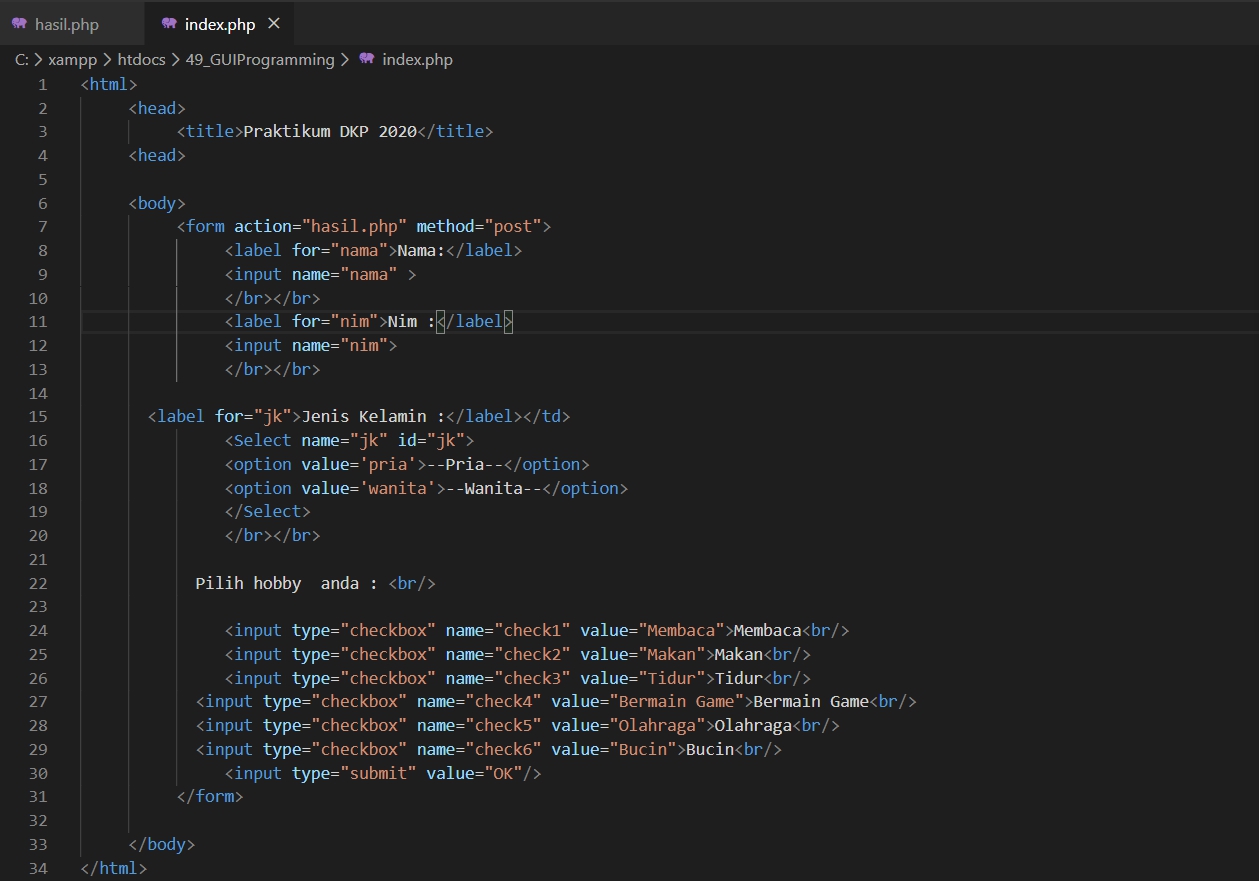 hasil.php
index.php ×
C: > xampp > htdocs > 49_GUIProgramming > index.php
1 <html>
2 <head>
3 <title>Praktikum DKP 2020</title>
4 <head>
5
6 <body>
7 <form action="hasil.php" method="post">
8 <label for="nama">Nama:</label>
9 <input name="nama" >
10 </br></br>
11 <label for="nim">Nim :</label>
12 <input name="nim">
13 </br></br>
14
15 <label for="jk">Jenis Kelamin :</label></td>
16 <Select name="jk" id="jk">
17 <option value='pria'>--Pria--</option>
18 <option value='wanita'>--Wanita--</option>
19 </Select>
20 </br></br>
21
22 Pilih hobby  anda : <br/>
23
24 <input type="checkbox" name="check1" value="Membaca">Membaca<br/>
25 <input type="checkbox" name="check2" value="Makan">Makan<br/>
26 <input type="checkbox" name="check3" value="Tidur">Tidur<br/>
27 <input type="checkbox" name="check4" value="Bermain Game">Bermain Game<br/>
28 <input type="checkbox" name="check5" value="Olahraga">Olahraga<br/>
29 <input type="checkbox" name="check6" value="Bucin">Bucin<br/>
30 <input type="submit" value="OK"/>
31 </form>
32
33 </body>
34 </html>